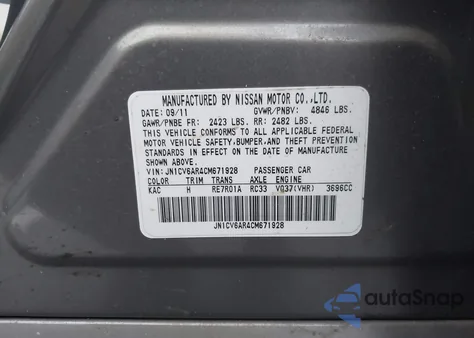 MANUFACTURED BY NISSAN MOTOR CO.,LTD.
DATE: 09/11 GVWR/PNBV: 4846 LBS.
GAWR/PNBE FR: 2423 LBS. RR: 2482 LBS.
THIS VEHICLE CONFORMS TO ALL APPLICABLE FEDERAL
MOTOR VEHICLE SAFETY,BUMPER,AND THEFT PREVENTION
STANDARDS IN EFFECT ON THE DATE OF MANUFACTURE
SHOWN ABOVE.
VIN: JN1CV6AR4CM671928 PASSENGER CAR
COLOR TRIM TRANS AXLE ENGINE
KAC H RE7R01A RC33 VQ37(VHR) 3696CC
JN1CV6AR4CM671928
autaSnap